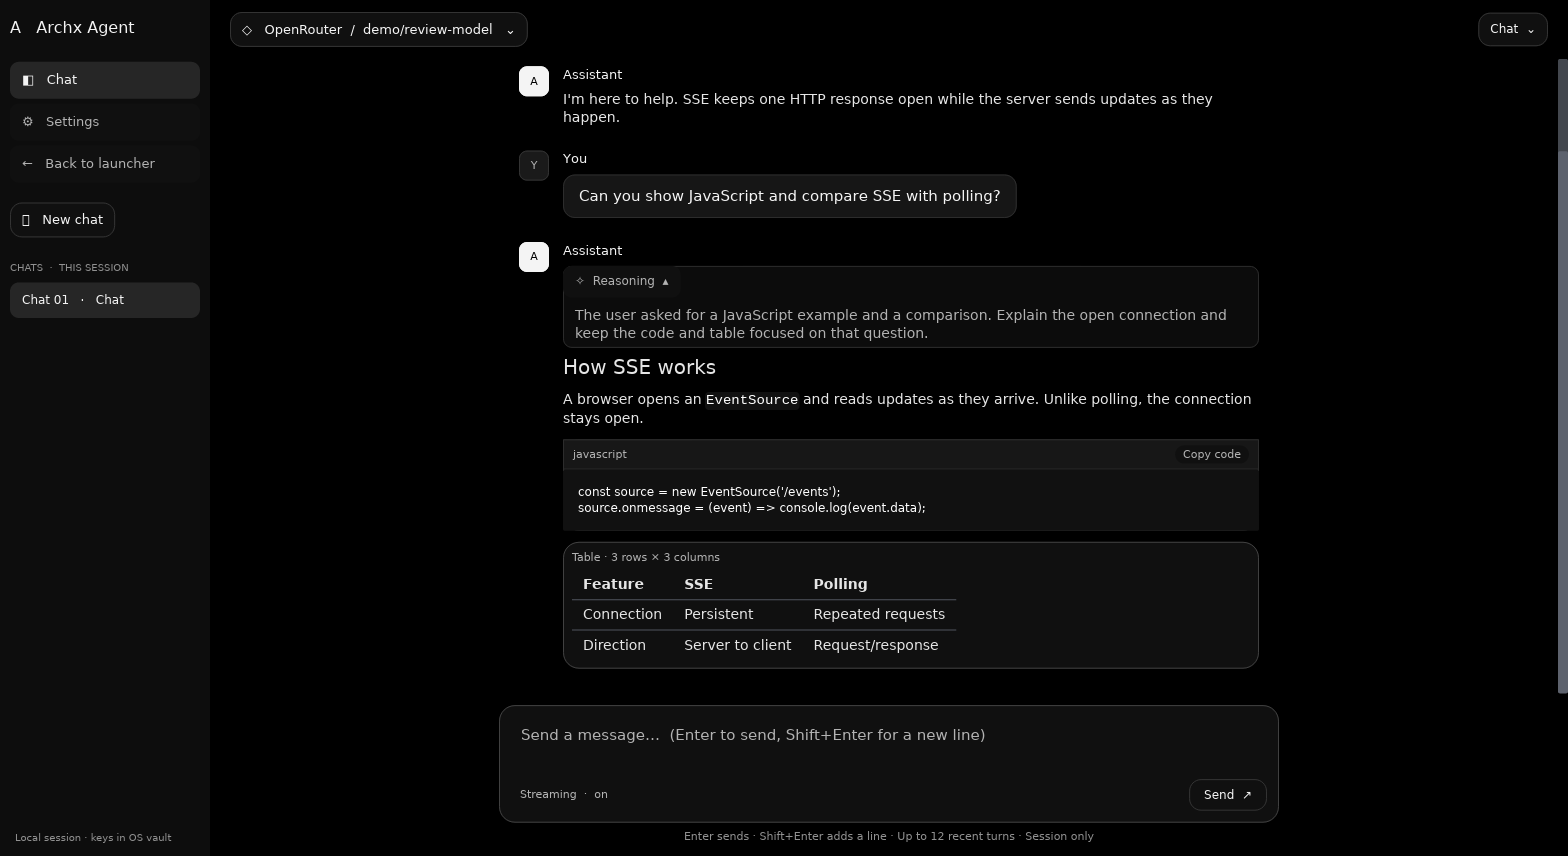 A Archx Agent
Chat
Settings
← Back to launcher
New chat
CHATS · THIS SESSION
Chat 01 · Chat
Local session · keys in OS vault
OpenRouter / demo/review-model
Chat
A
Assistant
I'm here to help. SSE keeps one HTTP response open while the server sends updates as they
happen.
Y
You
Can you show JavaScript and compare SSE with polling?
A
Assistant
Reasoning
The user asked for a JavaScript example and a comparison. Explain the open connection and
keep the code and table focused on that question.
How SSE works
A browser opens an EventSource and reads updates as they arrive. Unlike polling, the connection
stays open.
javascript Copy code
const source = new EventSource('/events');
source.onmessage = (event) => console.log(event.data);
Table · 3 rows × 3 columns
Feature SSE Polling
Connection Persistent Repeated requests
Direction Server to client Request/response
Send a message… (Enter to send, Shift+Enter for a new line)
Streaming · on
Send ↗
Enter sends · Shift+Enter adds a line · Up to 12 recent turns · Session only